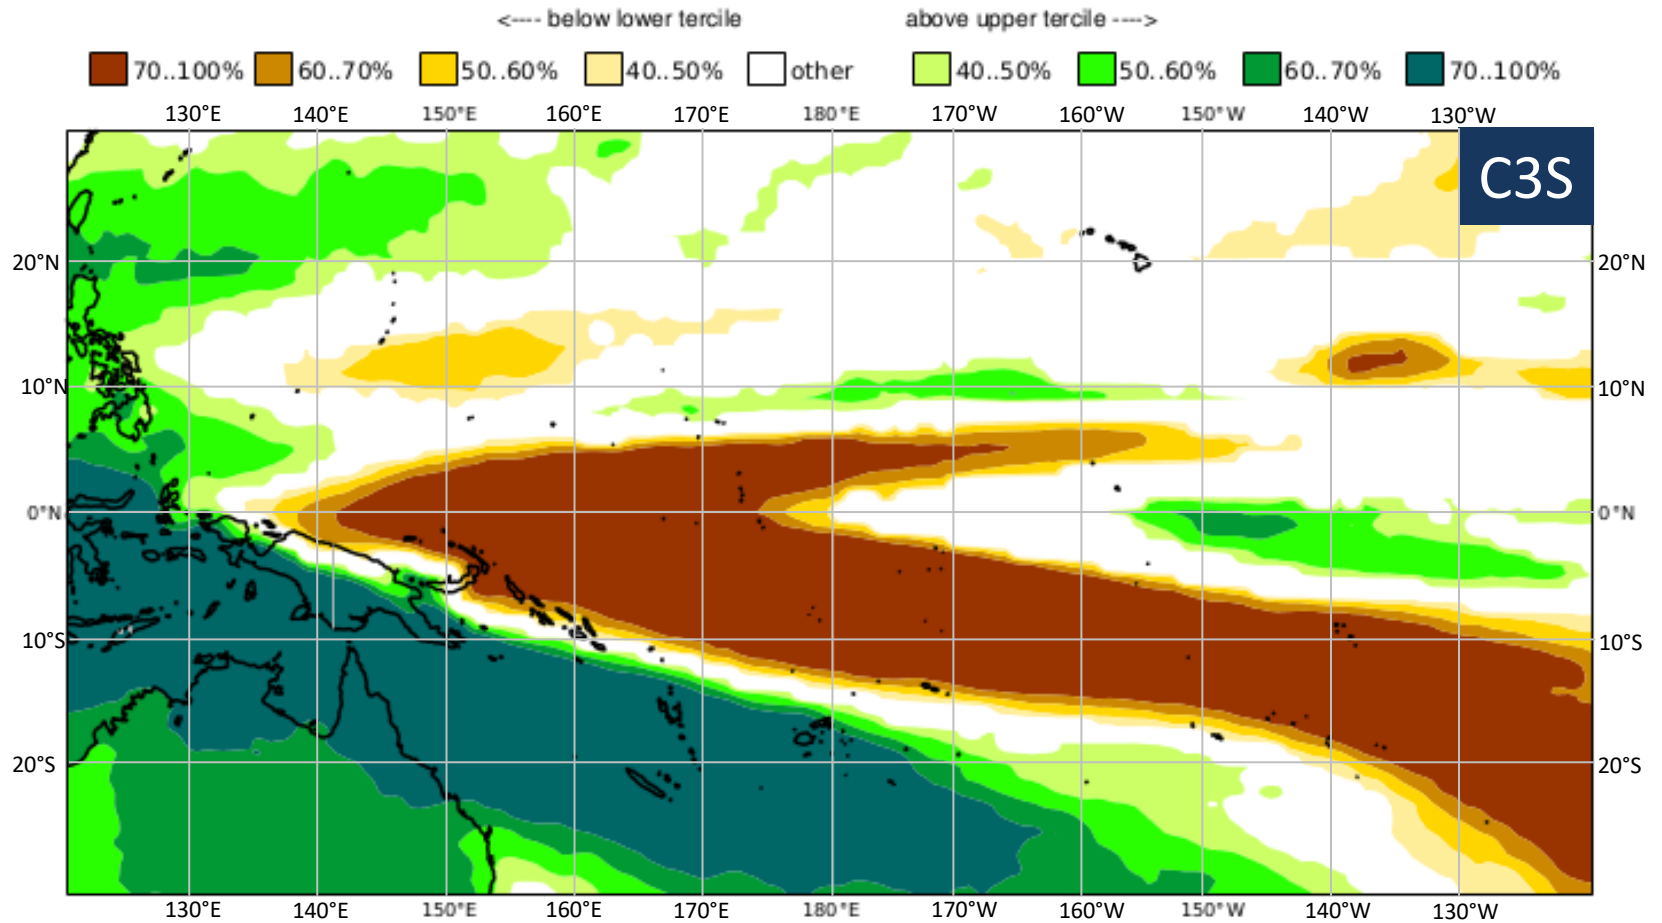 <---- below lower tercile above upper tercile ---->
70..100% 60..70% 50..60% 40..50% other 40..50% 50..60% 60..70% 70..100%
130°E 140°E 150°E 160°E 170°E 180°E 170°W 160°W 150°W 140°W 130°W
C3S
20°N 20°N
10°N 10°N
0°N 0°N
10°S 10°S
20°S 20°S
130°E 140°E 150°E 160°E 170°E 180°E 170°W 160°W 150°W 140°W 130°W